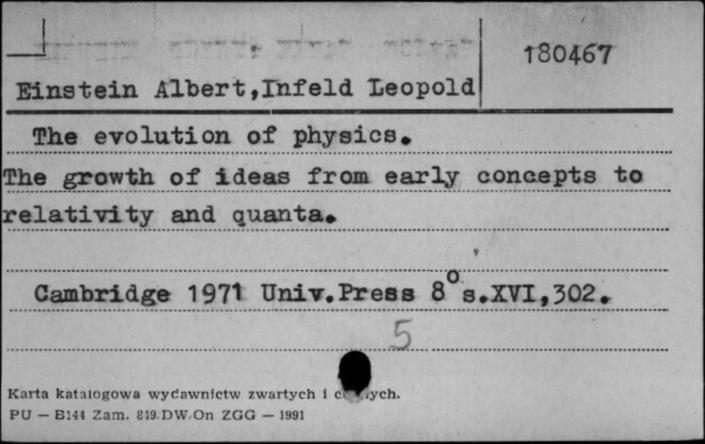 180467
Einstein Albert,Infeld Leopold
The evolution of physics.
The growth of ideas from early concepts to
relativity and quanta.
Cambridge 1971 Univ.Press 8° s.XVI,302.
5
Karta katalogowa wydawnictw zwartych i
PU — B144 Zam. 819.DW.On ZGG — 1991